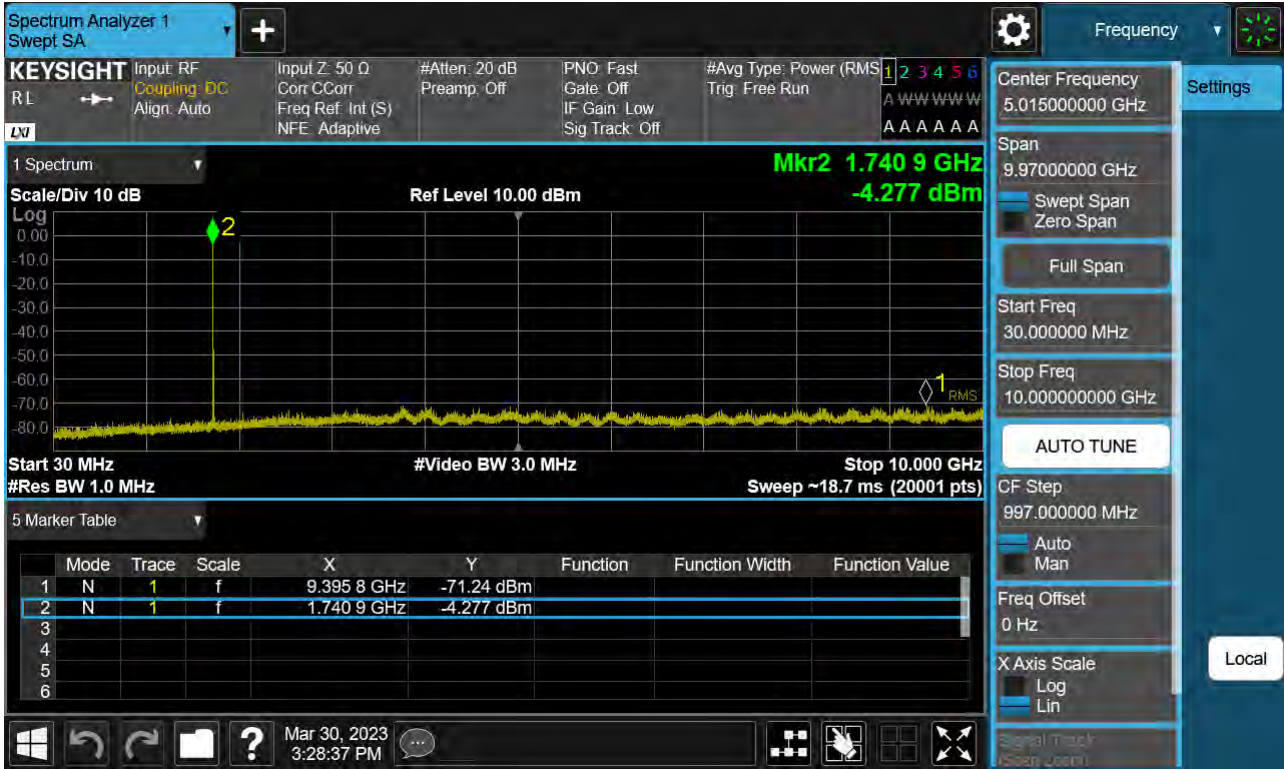 Spectrum Analyzer 1
Swept SA
Frequency
KEYSIGHT
RL
LXI
Input: RF
Coupling: DC
Align: Auto
Input Z: 50 Ω
Corr CCorr
Freq Ref: Int (S)
NFE: Adaptive
#Atten: 20 dB
Preamp: Off
PNO: Fast
Gate: Off
IF Gain: Low
Sig Track: Off
#Avg Type: Power (RMS
Trig: Free Run
1 2 3 4 5 6
A W W W W W
A A A A A A
1 Spectrum
Mkr2 1.740 9 GHz
-4.277 dBm
Scale/Div 10 dB
Ref Level 10.00 dBm
Log
0.00
-10.0
-20.0
-30.0
-40.0
-50.0
-60.0
-70.0
-80.0
2
1
RMS
Start 30 MHz
#Video BW 3.0 MHz
Stop 10.000 GHz
#Res BW 1.0 MHz
Sweep ~18.7 ms (20001 pts)
5 Marker Table
Mode Trace Scale X Y Function Function Width Function Value
1 N 1 f 9.395 8 GHz -71.24 dBm
2 N 1 f 1.740 9 GHz -4.277 dBm
3
4
5
6
Mar 30, 2023
3:28:37 PM
Center Frequency
5.015000000 GHz
Span
9.97000000 GHz
Swept Span
Zero Span
Full Span
Start Freq
30.000000 MHz
Stop Freq
10.000000000 GHz
AUTO TUNE
CF Step
997.000000 MHz
Auto
Man
Freq Offset
0 Hz
X Axis Scale
Log
Lin
Signal Track
(Span Zoom)
Settings
Local